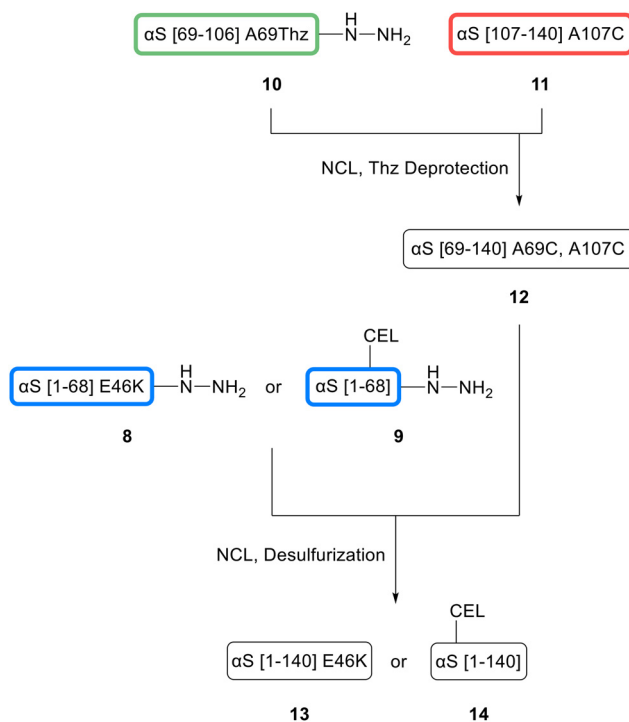 αS [69-106] A69Thz
H
N
NH2
αS [107-140] A107C
10
11
NCL, Thz Deprotection
αS [69-140] A69C, A107C
12
CEL
αS [1-68] E46K
H
N
NH2
or
αS [1-68]
H
N
NH2
8
9
NCL, Desulfurization
CEL
αS [1-140] E46K
or
αS [1-140]
13
14